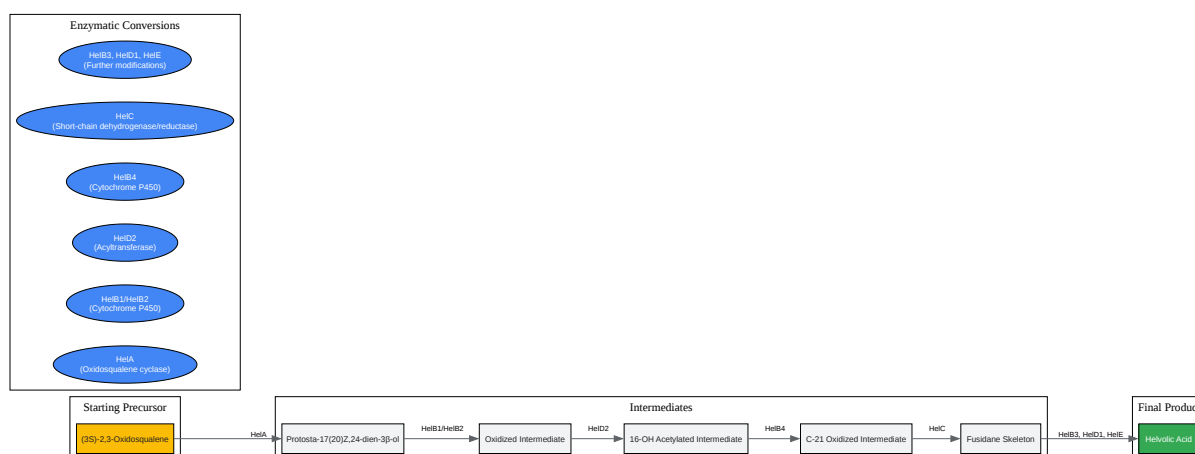 Enzymatic Conversions
HelB3, HelD1, HelE
(Further modifications)
HelC
(Short-chain dehydrogenase/reductase)
HelB4
(Cytochrome P450)
HelD2
(Acyltransferase)
HelB1/HelB2
(Cytochrome P450)
HelA
(Oxidosqualene cyclase)
Starting Precursor
(3S)-2,3-Oxidosqualene
HelA
Intermediates
Protosta-17(20)Z,24-dien-3β-ol
HelB1/HelB2
Oxidized Intermediate
HelD2
16-OH Acetylated Intermediate
HelB4
C-21 Oxidized Intermediate
HelC
Fusidane Skeleton
HelB3, HelD1, HelE
Final Produc
Helvolic Acid